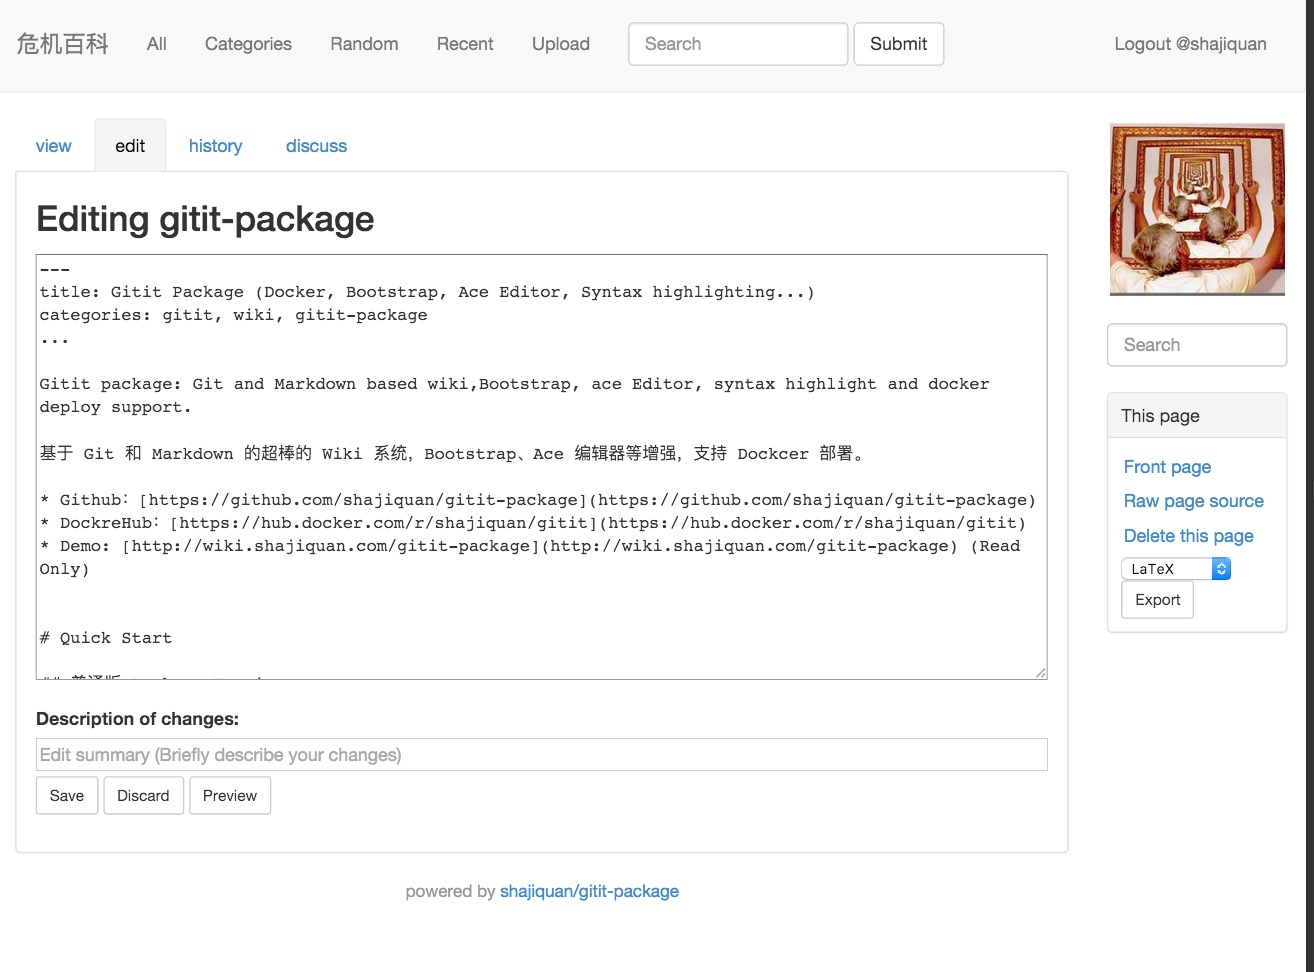 危机百科 All Categories Random Recent Upload Search Submit Logout @shajiquan
view edit history discuss
Editing gitit-package
---
title: Gitit Package (Docker, Bootstrap, Ace Editor, Syntax highlighting...)
categories: gitit, wiki, gitit-package
...
Gitit package: Git and Markdown based wiki,Bootstrap, ace Editor, syntax highlight and docker
deploy support.
基于 Git 和 Markdown 的超棒的 Wiki 系统，Bootstrap、Ace 编辑器等增强，支持 Dockcer 部署。
* Github：[https://github.com/shajiquan/gitit-package](https://github.com/shajiquan/gitit-package)
* DockreHub：[https://hub.docker.com/r/shajiquan/gitit](https://hub.docker.com/r/shajiquan/gitit)
* Demo: [http://wiki.shajiquan.com/gitit-package](http://wiki.shajiquan.com/gitit-package) (Read
Only)
# Quick Start
Description of changes:
Edit summary (Briefly describe your changes)
Save Discard Preview
Search
This page
Front page
Raw page source
Delete this page
LaTeX
Export
powered by shajiquan/gitit-package